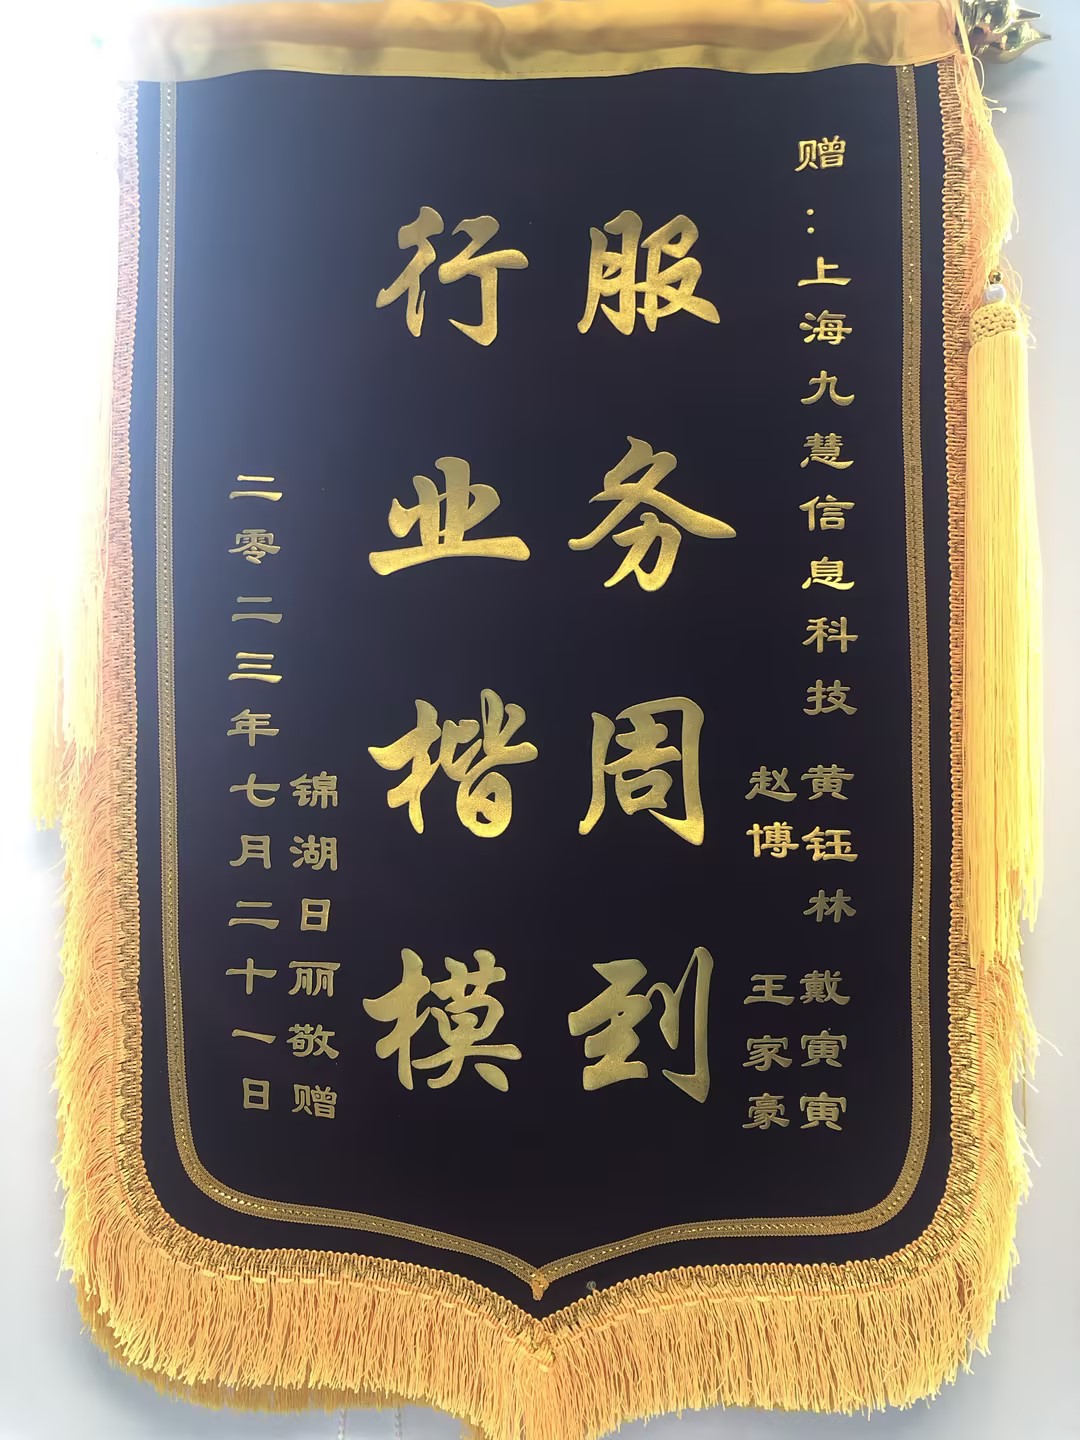 赠：上海九慧信息科技 黄钰林 戴寅寅
赵博 王家豪
服务周到
行业楷模
锦湖日丽敬赠
二零二三年七月二十一日